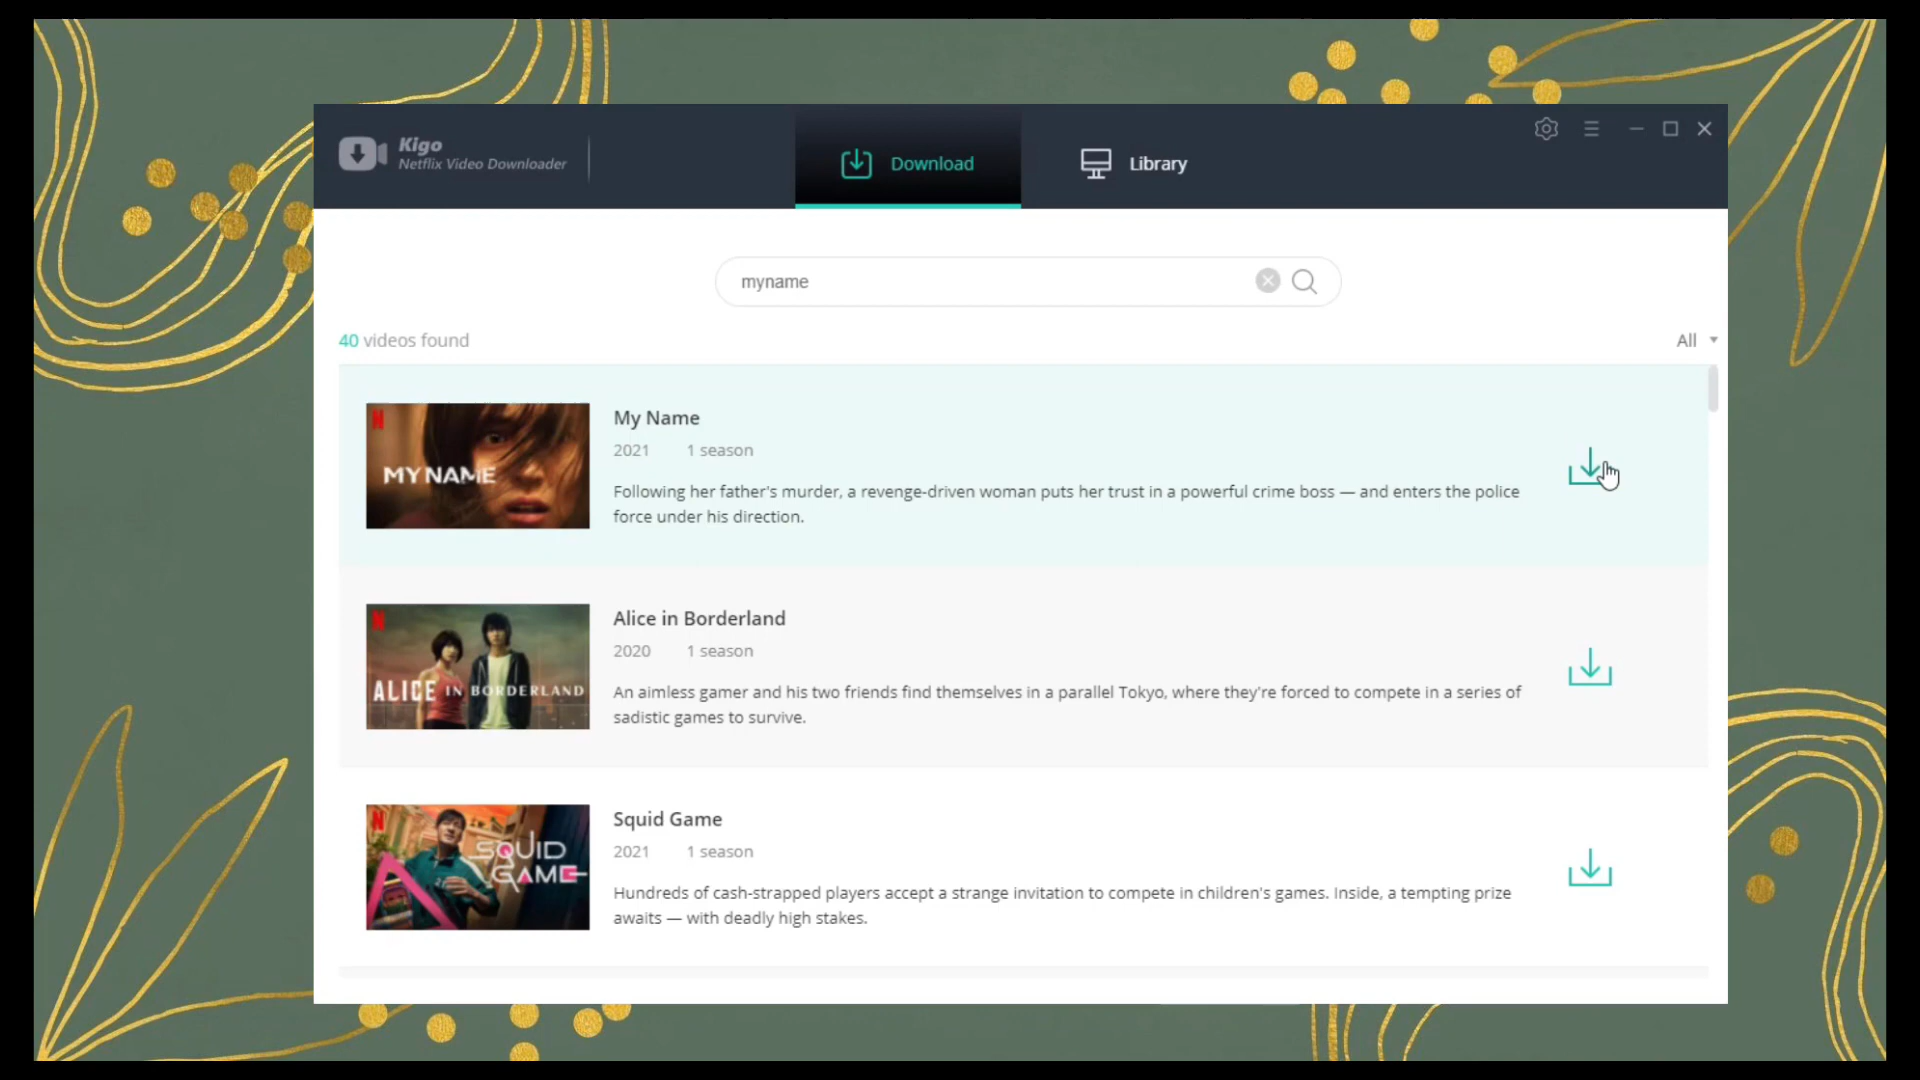 Kigo
Netflix Video Downloader
Download
Library
myname
40 videos found
All
N
MY NAME
My Name
2021 1 season
Following her father's murder, a revenge-driven woman puts her trust in a powerful crime boss — and enters the police
force under his direction.
N
ALICE IN BORDERLAND
Alice in Borderland
2020 1 season
An aimless gamer and his two friends find themselves in a parallel Tokyo, where they're forced to compete in a series of
sadistic games to survive.
N
SQUID
GAME
Squid Game
2021 1 season
Hundreds of cash-strapped players accept a strange invitation to compete in children's games. Inside, a tempting prize
awaits — with deadly high stakes.